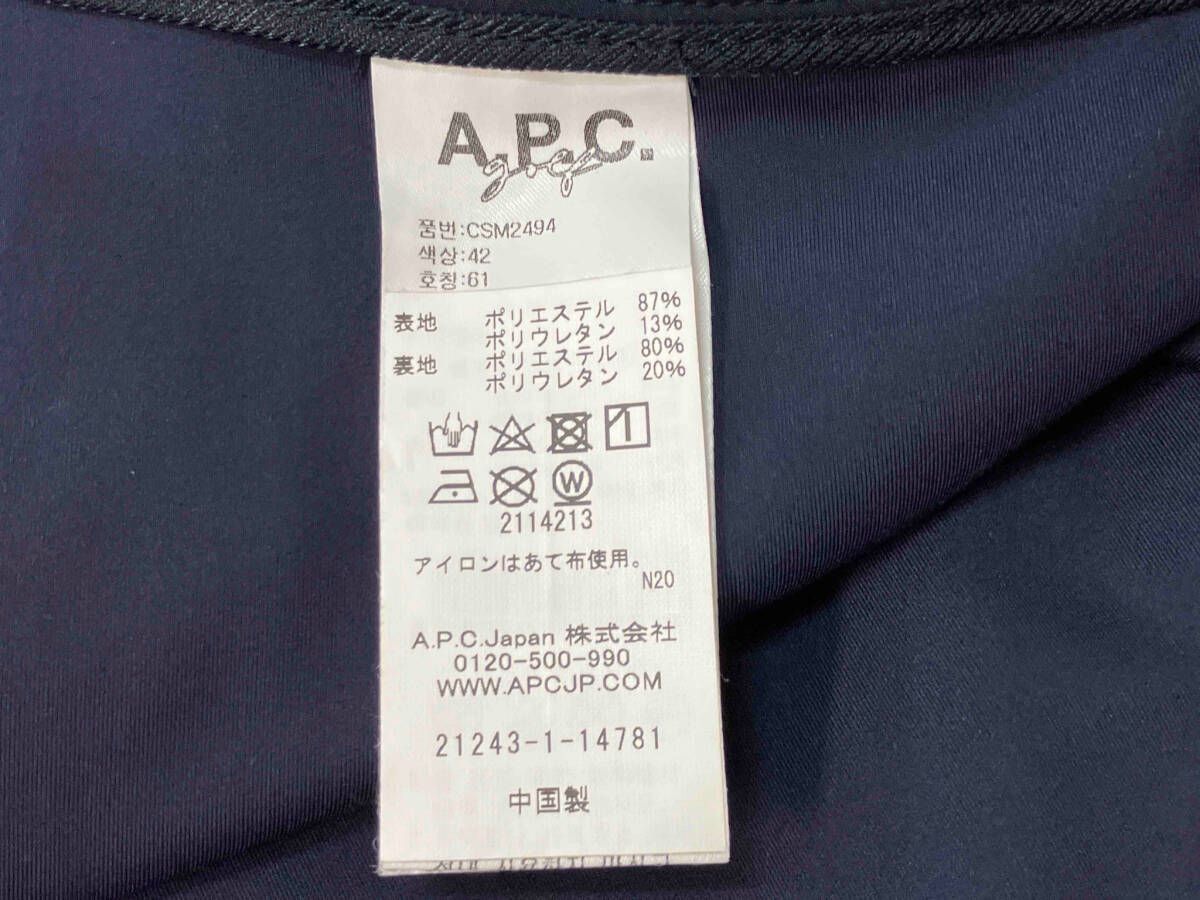 A.P.C.
golf
품번:CSM2494
색상:42
호칭:61
表地 ポリエステル 87%
ポリウレタン 13%
裏地 ポリエステル 80%
ポリウレタン 20%
W
2114213
アイロンはあて布使用。
N20
A.P.C.Japan 株式会社
0120-500-990
WWW.APCJP.COM
21243-1-14781
中国製